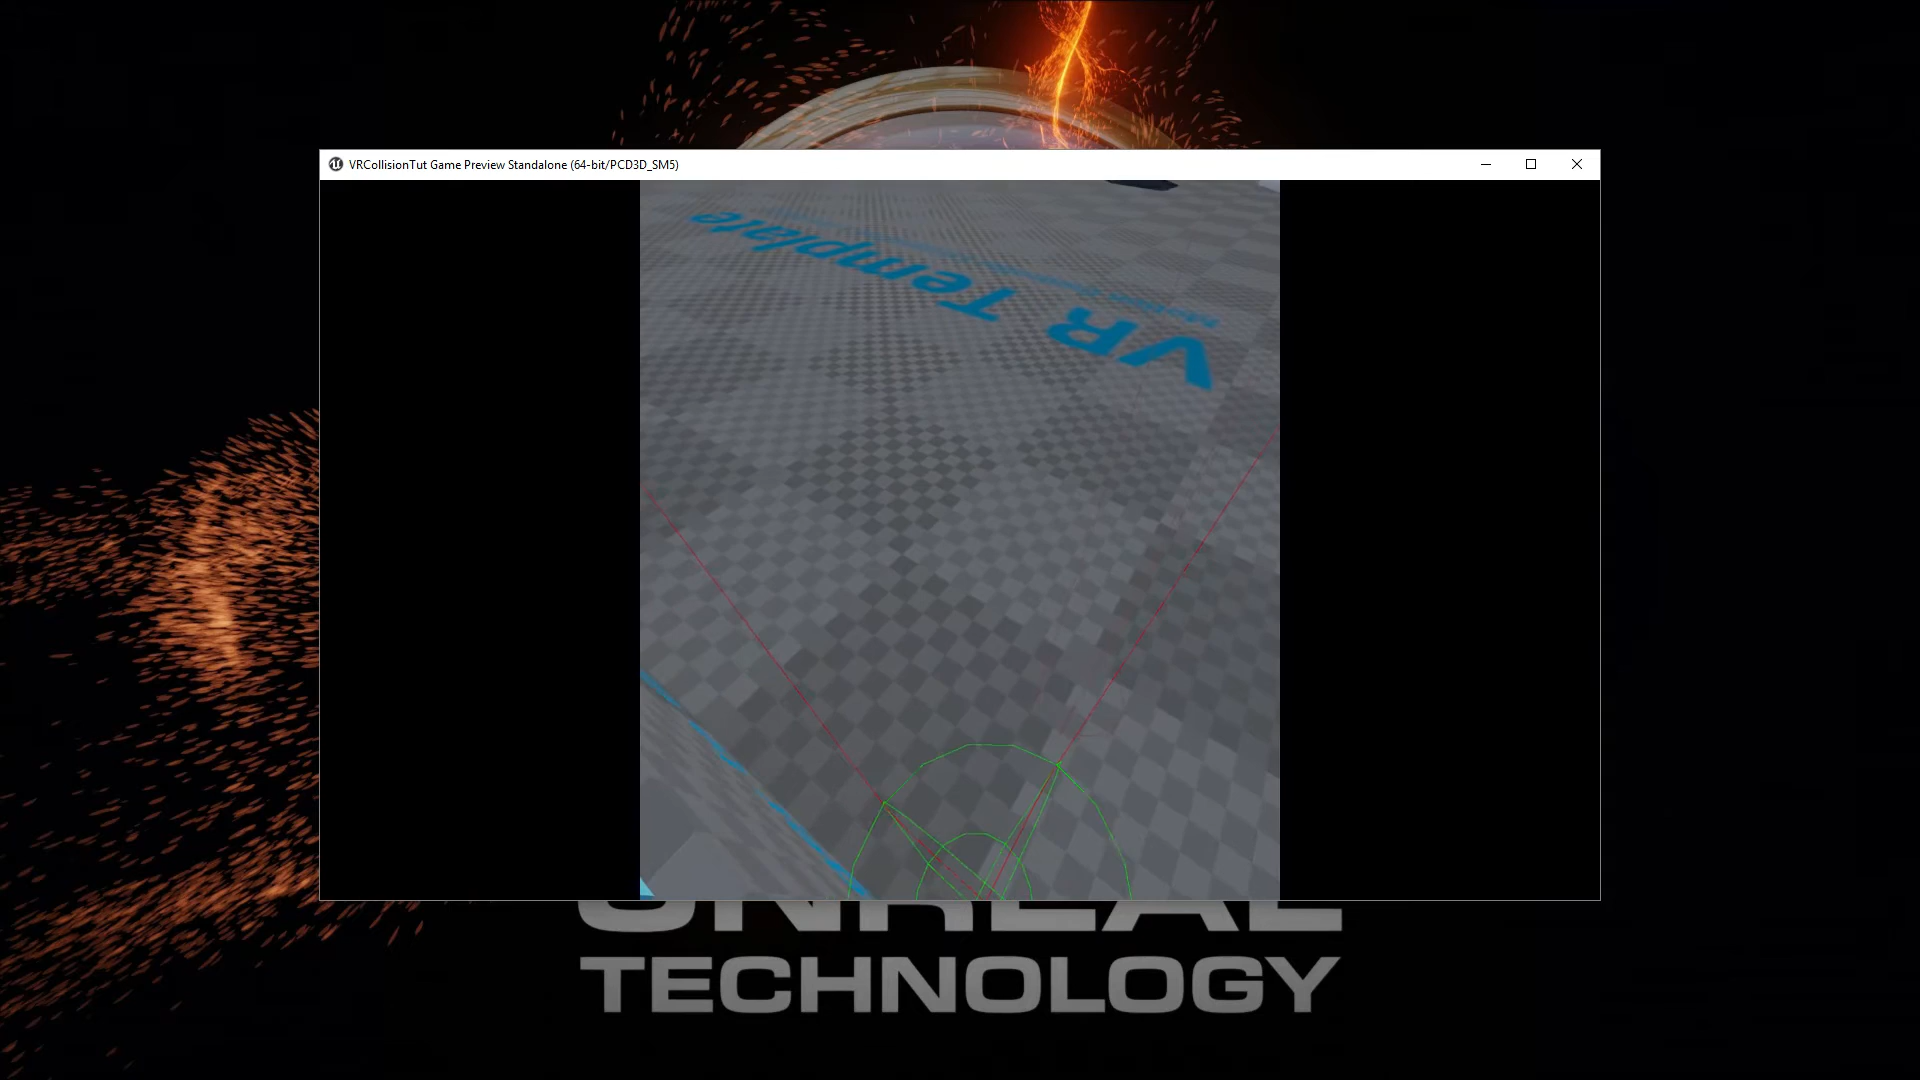 VRCollisionTut Game Preview Standalone (64-bit/PCD3D_SM5)
VR Template
UNREAL
TECHNOLOGY